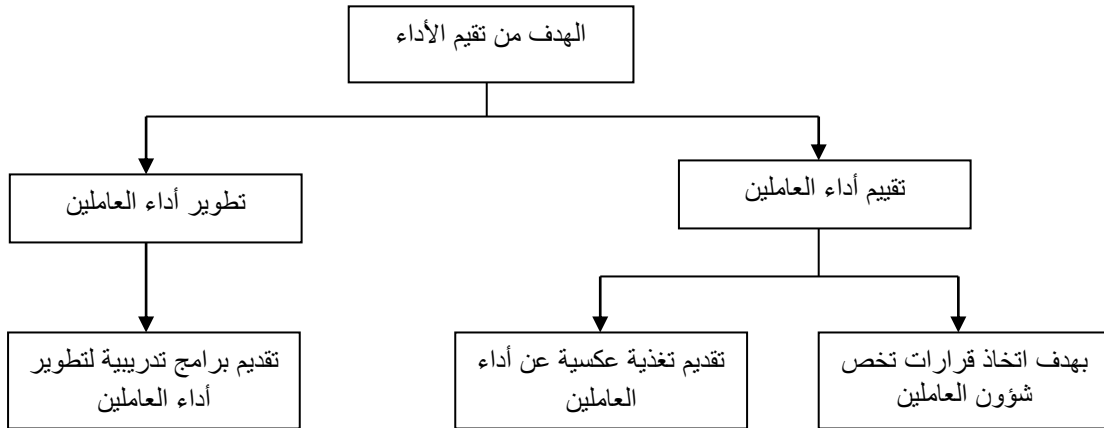 الهدف من تقيم الأداء
تقييم أداء العاملين
تطوير أداء العاملين
بهدف اتخاذ قرارات تخص
شؤون العاملين
تقديم تغذية عكسية عن أداء
العاملين
تقديم برامج تدريبية لتطوير
أداء العاملين